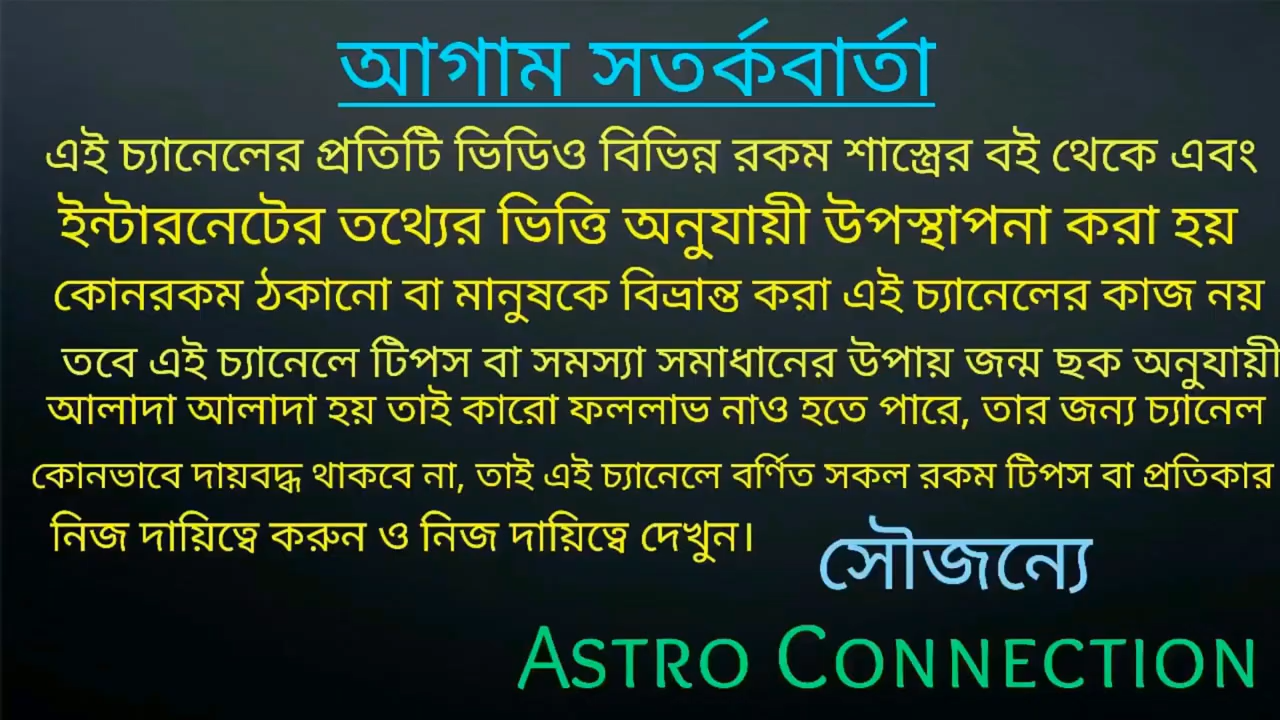 আগাম সতর্কবার্তা
এই চ্যানেলের প্রতিটি ভিডিও বিভিন্ন রকম শাস্ত্রের বই থেকে এবং
ইন্টারনেটের তথ্যের ভিত্তি অনুযায়ী উপস্থাপনা করা হয়
কোনরকম ঠকানো বা মানুষকে বিভ্রান্ত করা এই চ্যানেলের কাজ নয়
তবে এই চ্যানেলে টিপস বা সমস্যা সমাধানের উপায় জন্ম ছক অনুযায়ী
আলাদা আলাদা হয় তাই কারো ফললাভ নাও হতে পারে, তার জন্য চ্যানেল
কোনভাবে দায়বদ্ধ থাকবে না, তাই এই চ্যানেলে বর্ণিত সকল রকম টিপস বা প্রতিকার
নিজ দায়িত্বে করুন ও নিজ দায়িত্বে দেখুন।
সৌজন্যে
ASTRO CONNECTION